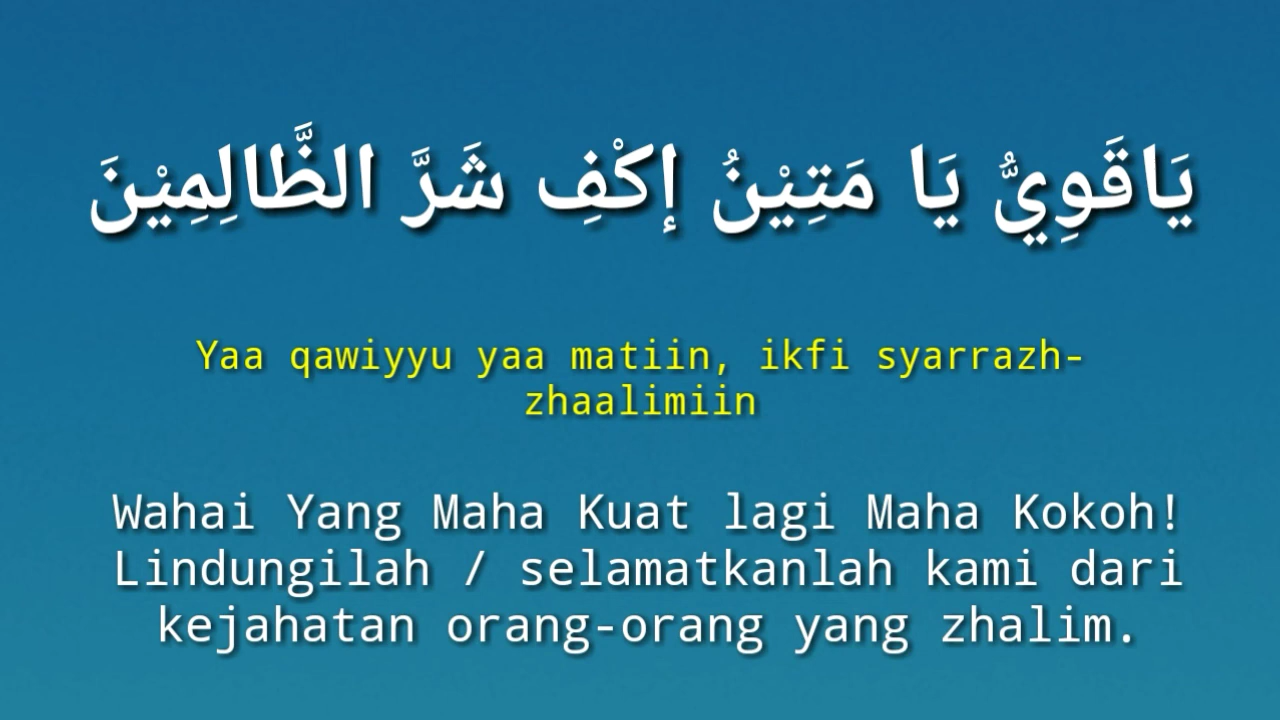 يَاقَوِيُّ يَا مَتِيْنُ إكْفِ شَرَّ الظَّالِمِيْنَ
Yaa qawiyyu yaa matiin, ikfi syarrazh-
zhaalimiin
Wahai Yang Maha Kuat lagi Maha Kokoh!
Lindungilah / selamatkanlah kami dari
kejahatan orang-orang yang zhalim.